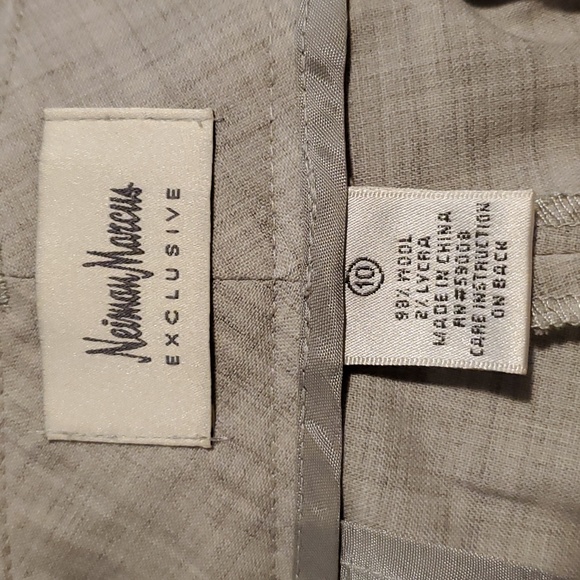 Neiman Marcus
EXCLUSIVE
10
98% WOOL
2% LYCRA
MADE IN CHINA
RN#59008
CARE INSTRUCTION
ON BACK